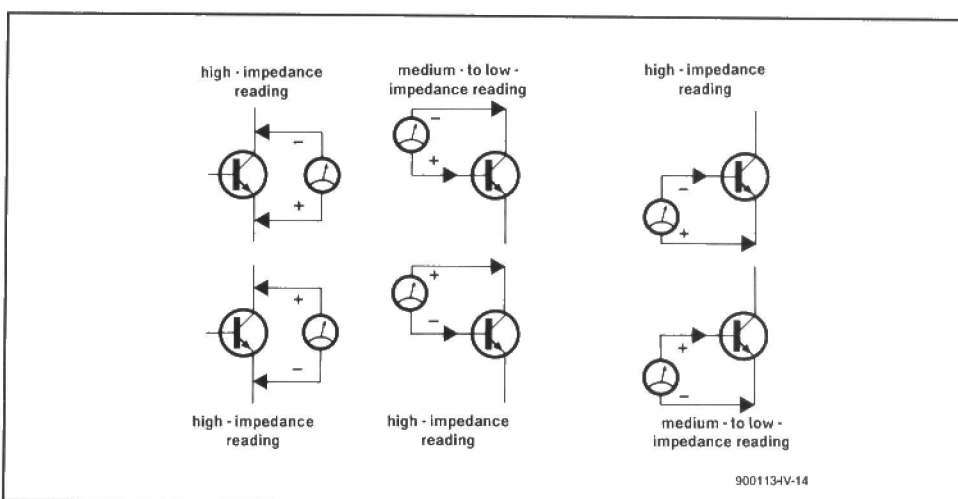 high - impedance
reading
medium - to low -
impedance reading
high - impedance
reading
−
+
−
+
−
+
+
−
+
−
+
−
high - impedance
reading
high - impedance
reading
medium - to low -
impedance reading
900113-IV-14